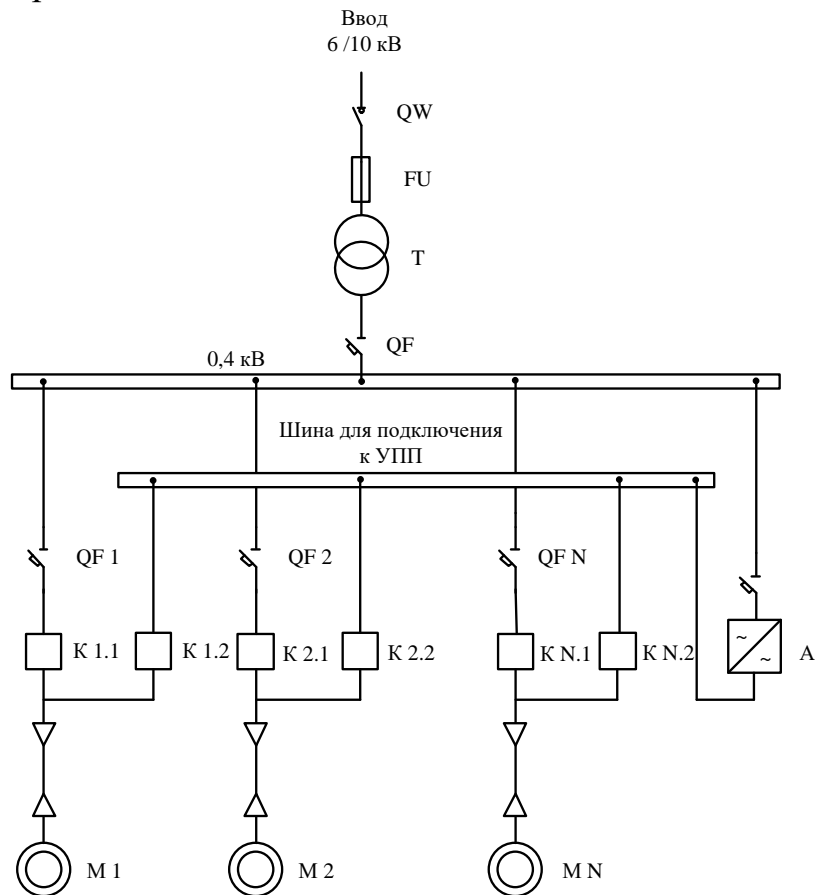 Ввод
6 /10 кВ
QW
FU
T
QF
0,4 кВ
Шина для подключения
к УПП
QF 1
QF 2
QF N
К 1.1
К 1.2
К 2.1
К 2.2
К N.1
К N.2
А
~
~
М 1
М 2
М N